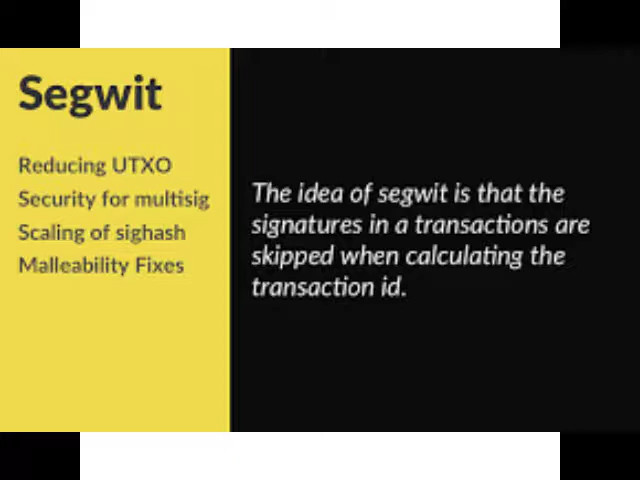 Segwit
Reducing UTXO
Security for multisig
Scaling of sighash
Malleability Fixes
The idea of segwit is that the
signatures in a transactions are
skipped when calculating the
transaction id.